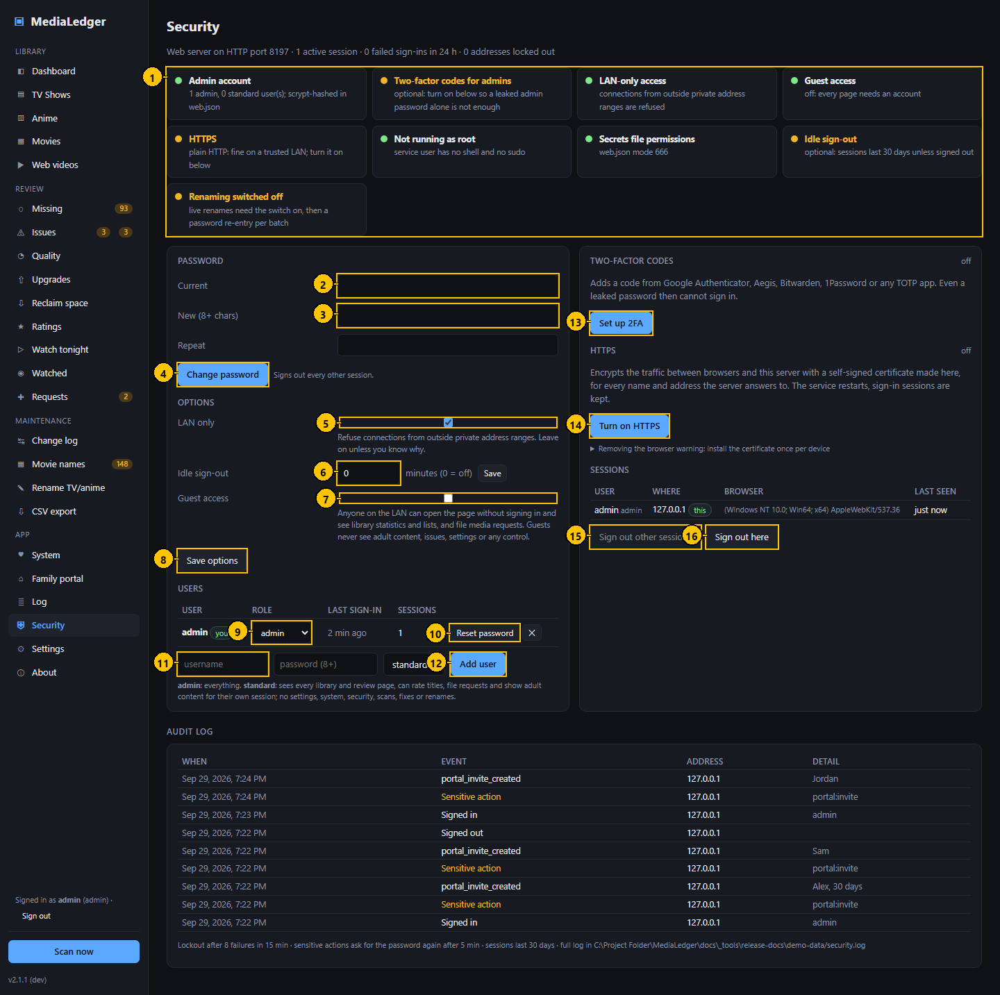 MediaLedger
LIBRARY
Dashboard
TV Shows
Anime
Movies
Web videos
REVIEW
Missing 93
Issues 3 3
Quality
Upgrades
Reclaim space
Ratings
Watch tonight
Watched
Requests 2
MAINTENANCE
Change log
Movie names 148
Rename TV/anime
CSV export
APP
System
Family portal
Log
Security
Settings
About
Signed in as admin (admin) ·
Sign out
Scan now
v2.1.1 (dev)
Security
Web server on HTTP port 8197 · 1 active session · 0 failed sign-ins in 24 h · 0 addresses locked out
1
Admin account
1 admin, 0 standard user(s); scrypt-hashed in
web.json
Two-factor codes for admins
optional: turn on below so a leaked admin
password alone is not enough
LAN-only access
connections from outside private address
ranges are refused
Guest access
off: every page needs an account
HTTPS
plain HTTP: fine on a trusted LAN; turn it on
below
Not running as root
service user has no shell and no sudo
Secrets file permissions
web.json mode 666
Idle sign-out
optional: sessions last 30 days unless signed out
Renaming switched off
live renames need the switch on, then a
password re-entry per batch
PASSWORD
Current 2
New (8+ chars) 3
Repeat
4 Change password Signs out every other session.
OPTIONS
LAN only 5
Refuse connections from outside private address ranges. Leave
on unless you know why.
Idle sign-out 6 0 minutes (0 = off) Save
Guest access 7
Anyone on the LAN can open the page without signing in and
see library statistics and lists, and file media requests. Guests
never see adult content, issues, settings or any control.
8 Save options
USERS
USER ROLE LAST SIGN-IN SESSIONS
admin you 9 admin 2 min ago 1 10 Reset password ✕
11 username password (8+) standard 12 Add user
admin: everything. standard: sees every library and review page, can rate titles, file requests and show adult
content for their own session; no settings, system, security, scans, fixes or renames.
TWO-FACTOR CODES off
Adds a code from Google Authenticator, Aegis, Bitwarden, 1Password or any TOTP app. Even a
leaked password then cannot sign in.
13 Set up 2FA
HTTPS off
Encrypts the traffic between browsers and this server with a self-signed certificate made here,
for every name and address the server answers to. The service restarts, sign-in sessions are
kept.
14 Turn on HTTPS
Removing the browser warning: install the certificate once per device
SESSIONS
USER WHERE BROWSER LAST SEEN
admin admin 127.0.0.1 this (Windows NT 10.0; Win64; x64) AppleWebKit/537.36 just now
15 Sign out other sessio 16 Sign out here
AUDIT LOG
WHEN EVENT ADDRESS DETAIL
Sep 29, 2026, 7:24 PM portal_invite_created 127.0.0.1 Jordan
Sep 29, 2026, 7:24 PM Sensitive action 127.0.0.1 portal:invite
Sep 29, 2026, 7:23 PM Signed in 127.0.0.1 admin
Sep 29, 2026, 7:22 PM Signed out 127.0.0.1
Sep 29, 2026, 7:22 PM portal_invite_created 127.0.0.1 Sam
Sep 29, 2026, 7:22 PM Sensitive action 127.0.0.1 portal:invite
Sep 29, 2026, 7:22 PM portal_invite_created 127.0.0.1 Alex, 30 days
Sep 29, 2026, 7:22 PM Sensitive action 127.0.0.1 portal:invite
Sep 29, 2026, 7:22 PM Signed in 127.0.0.1 admin
Lockout after 8 failures in 15 min · sensitive actions ask for the password again after 5 min · sessions last 30 days · full log in C:\Project Folder\MediaLedger\docs\_tools\release-docs\demo-data/security.log